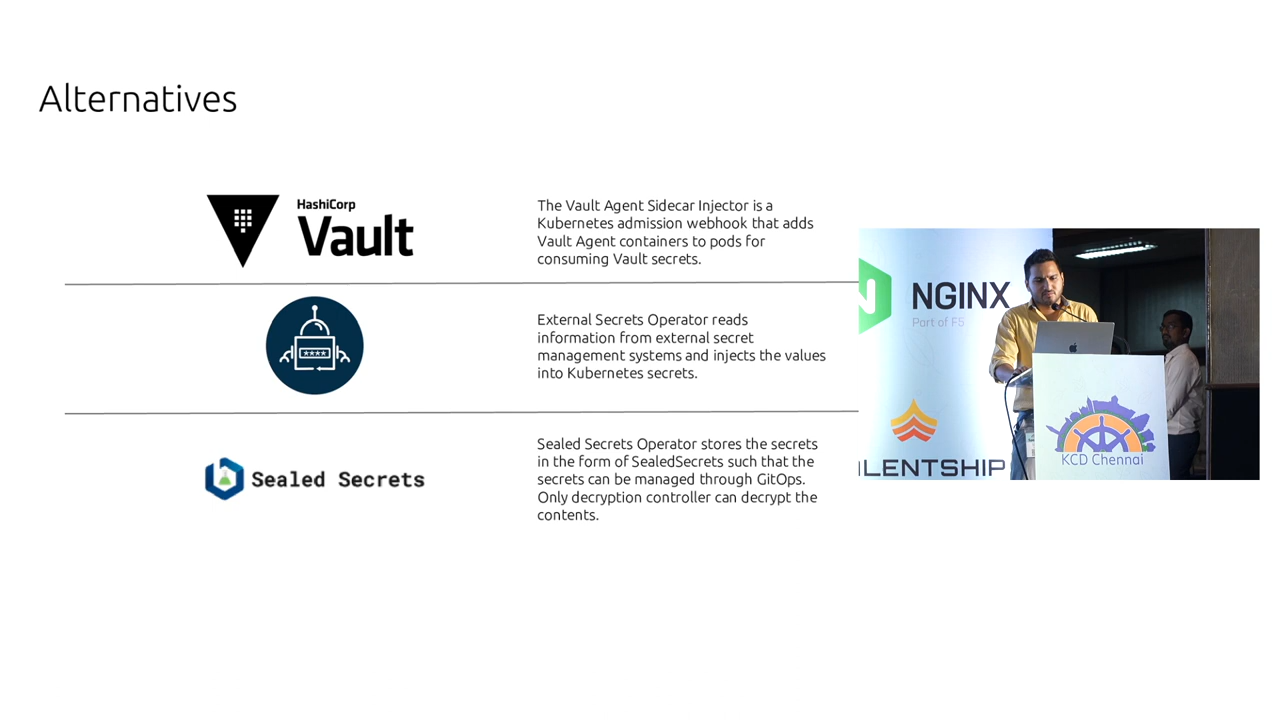 Alternatives
HashiCorp
Vault
The Vault Agent Sidecar Injector is a
Kubernetes admission webhook that adds
Vault Agent containers to pods for
consuming Vault secrets.
****
External Secrets Operator reads
information from external secret
management systems and injects the values
into Kubernetes secrets.
Sealed Secrets
Sealed Secrets Operator stores the secrets
in the form of SealedSecrets such that the
secrets can be managed through GitOps.
Only decryption controller can decrypt the
contents.
N
NGINX
Part of F5
LENTSHIP
KCD Chennai